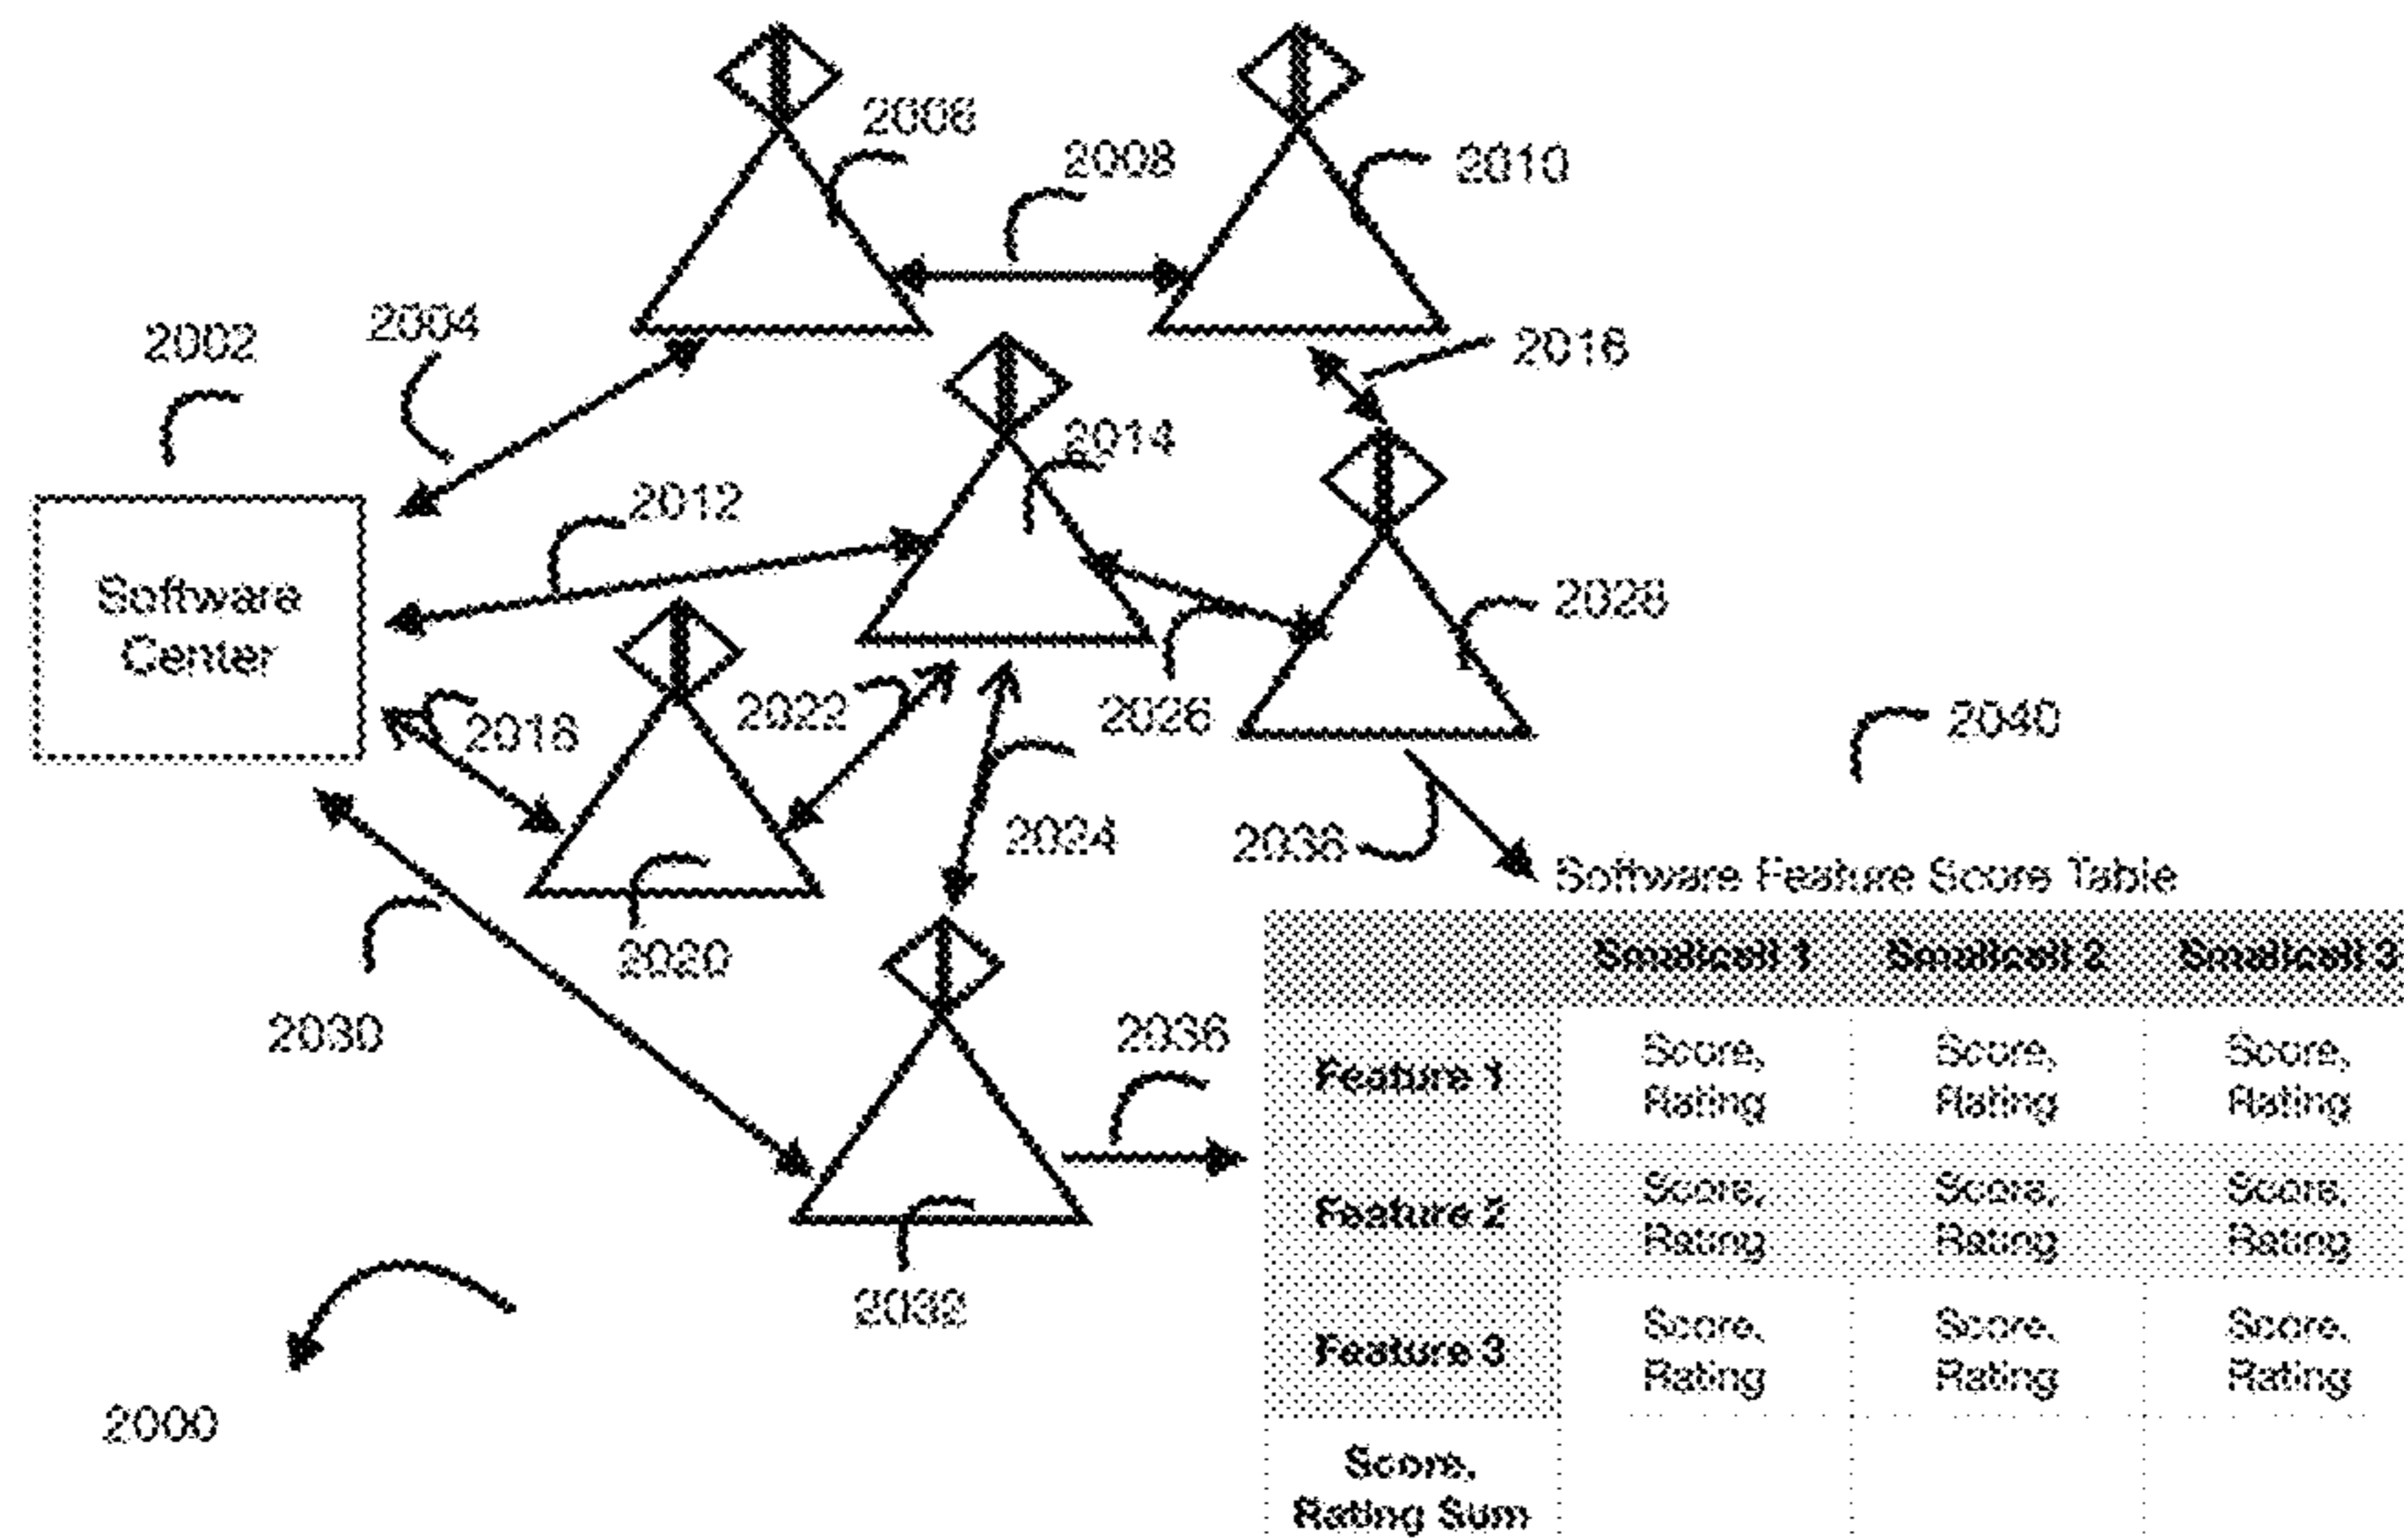 2006
2008
2010
2002
2004
2016
2014
2012
Software
Center
2028
2018
2022
2026
2040
2024
2038
Software Feature Score Table
2020
Smallcell 1 Smallcell 2 Smallcell 3
2030
2036
Feature 1
Score,
Rating
Score,
Rating
Score,
Rating
Feature 2
Score,
Rating
Score,
Rating
Score,
Rating
2032
Feature 3
Score,
Rating
Score,
Rating
Score,
Rating
2000
Score,
Rating Sum